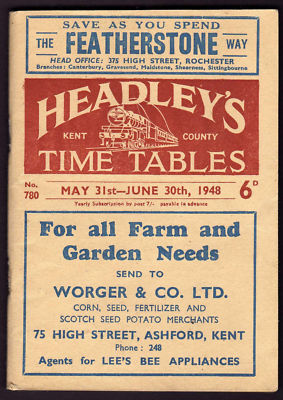 SAVE AS YOU SPEND
THE FEATHERSTONE WAY
HEAD OFFICE: 375 HIGH STREET, ROCHESTER
Branches: Canterbury, Gravesend, Maidstone, Sheerness, Sittingbourne
HEADLEY'S
KENT COUNTY
TIME TABLES
No. 780 MAY 31st—JUNE 30th, 1948 6D
Yearly Subscription by post 7/- payable in advance
For all Farm and
Garden Needs
SEND TO
WORGER & CO. LTD.
CORN, SEED, FERTILIZER AND
SCOTCH SEED POTATO MERCHANTS
75 HIGH STREET, ASHFORD, KENT
Phone: 248
Agents for LEE'S BEE APPLIANCES